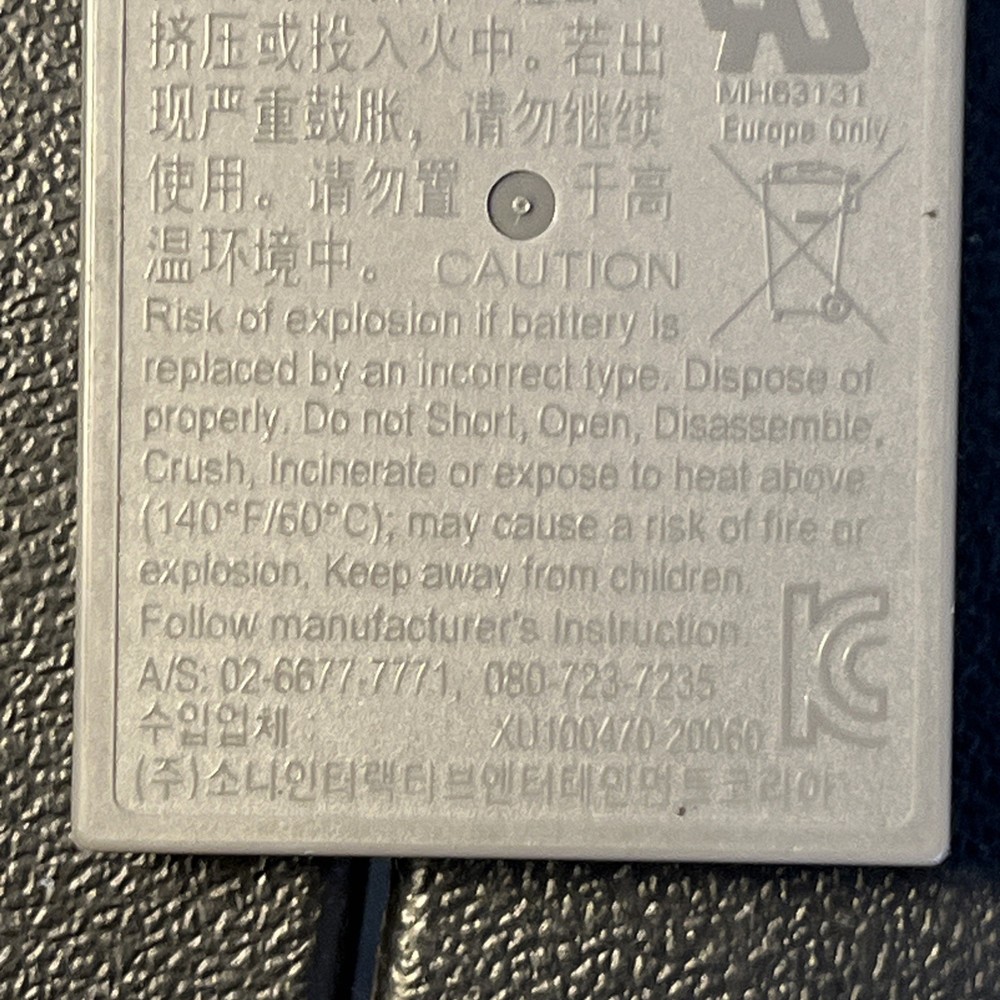 挤压或投入火中。若出
现严重鼓胀，请勿继续
使用。请勿置于高
温环境中。
MH63131
Europe Only
CAUTION
Risk of explosion if battery is
replaced by an incorrect type. Dispose of
properly. Do not Short, Open, Disassemble,
Crush, Incinerate or expose to heat above
(140°F/60°C); may cause a risk of fire or
explosion. Keep away from children.
Follow manufacturer's Instruction.
A/S: 02-6677-7771, 080-723-7235
수입업체 : XU100470 20060
(주)소니인터랙티브엔터테인먼트코리아